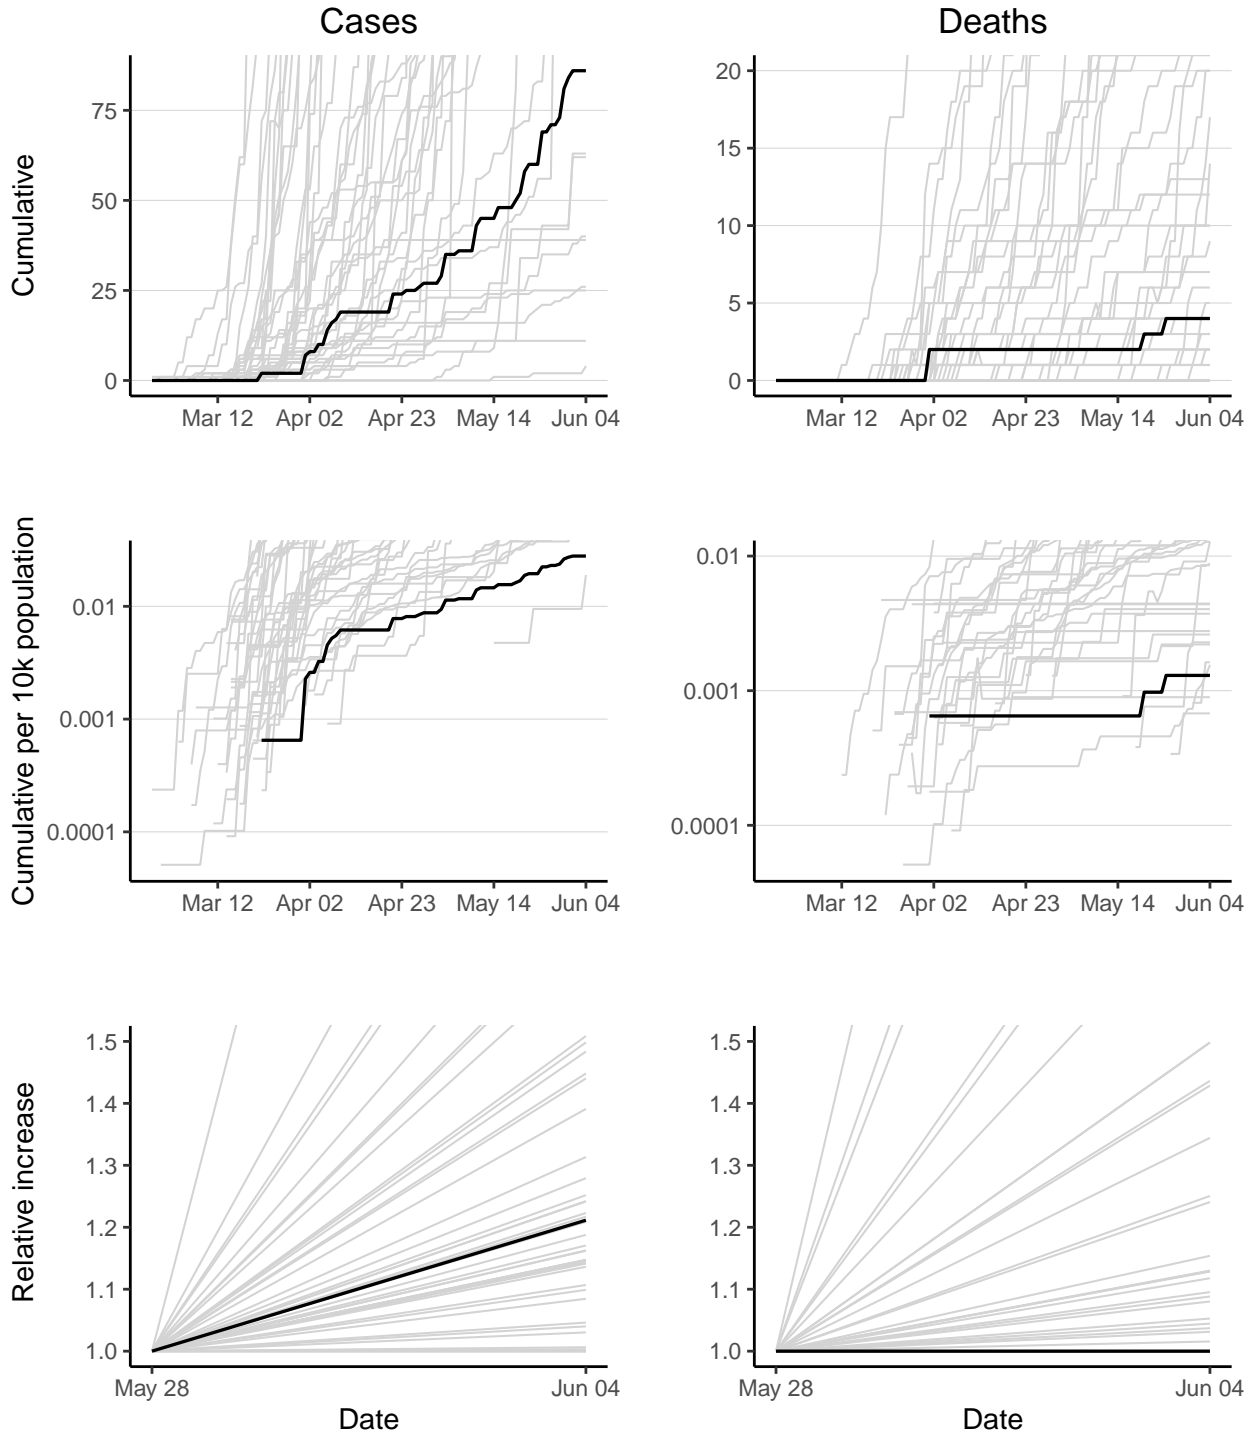 Cases
Deaths
Cumulative
75
50
25
0
Mar 12 Apr 02 Apr 23 May 14 Jun 04
20
15
10
5
0
Mar 12 Apr 02 Apr 23 May 14 Jun 04
Cumulative per 10k population
0.01
0.001
0.0001
Mar 12 Apr 02 Apr 23 May 14 Jun 04
0.01
0.001
0.0001
Mar 12 Apr 02 Apr 23 May 14 Jun 04
Relative increase
1.5
1.4
1.3
1.2
1.1
1.0
May 28 Jun 04
Date
1.5
1.4
1.3
1.2
1.1
1.0
May 28 Jun 04
Date